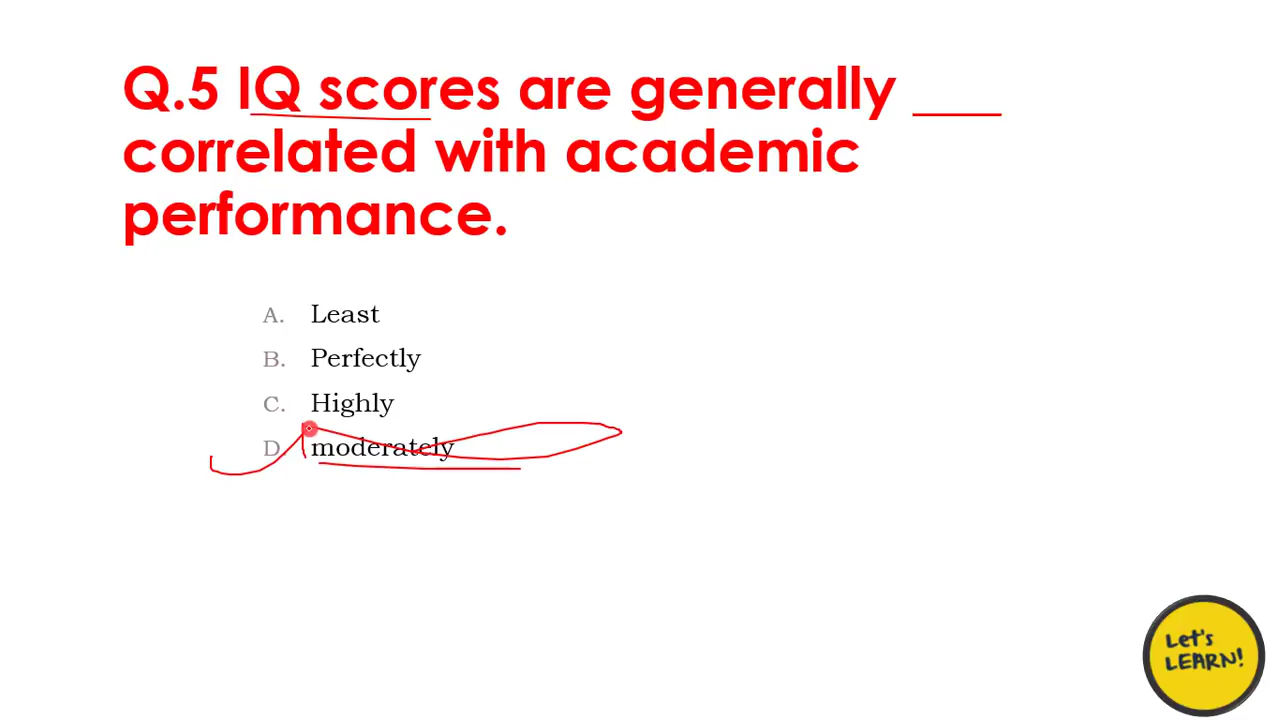 Q.5 IQ scores are generally ___
correlated with academic
performance.
A. Least
B. Perfectly
C. Highly
D. moderately
Let's
LEARN!